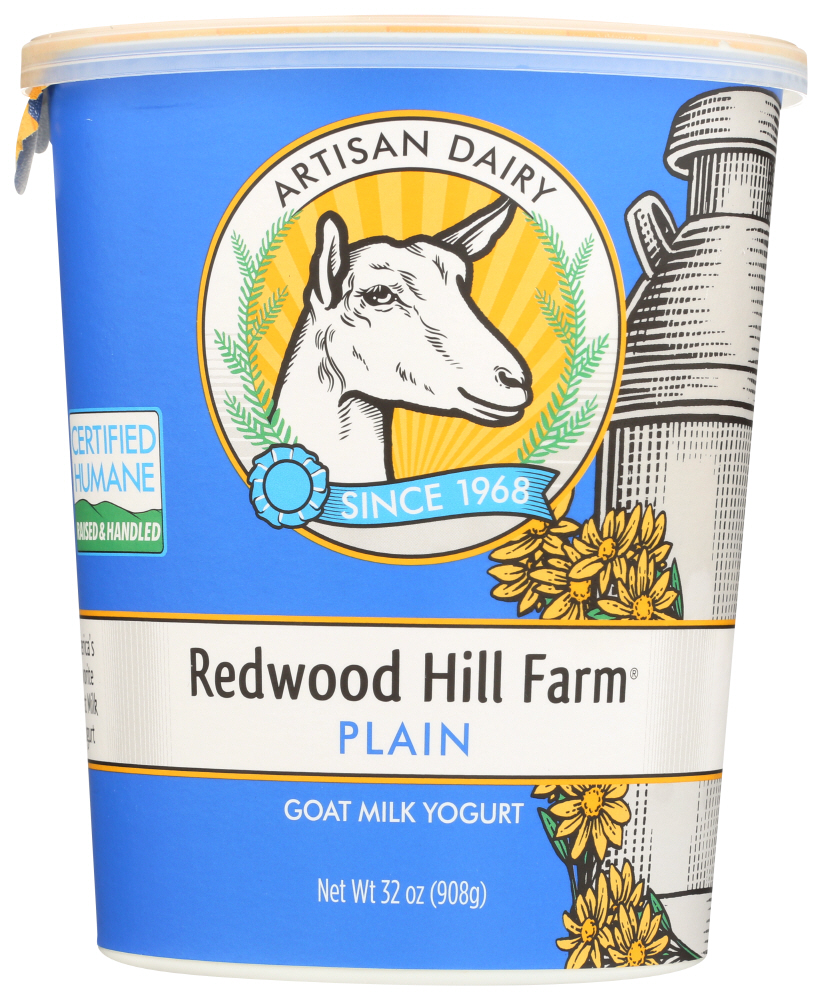 ARTISAN DAIRY
SINCE 1968
CERTIFIED
HUMANE
RAISED & HANDLED
Redwood Hill Farm®
PLAIN
Milk
GOAT MILK YOGURT
Net Wt 32 oz (908g)